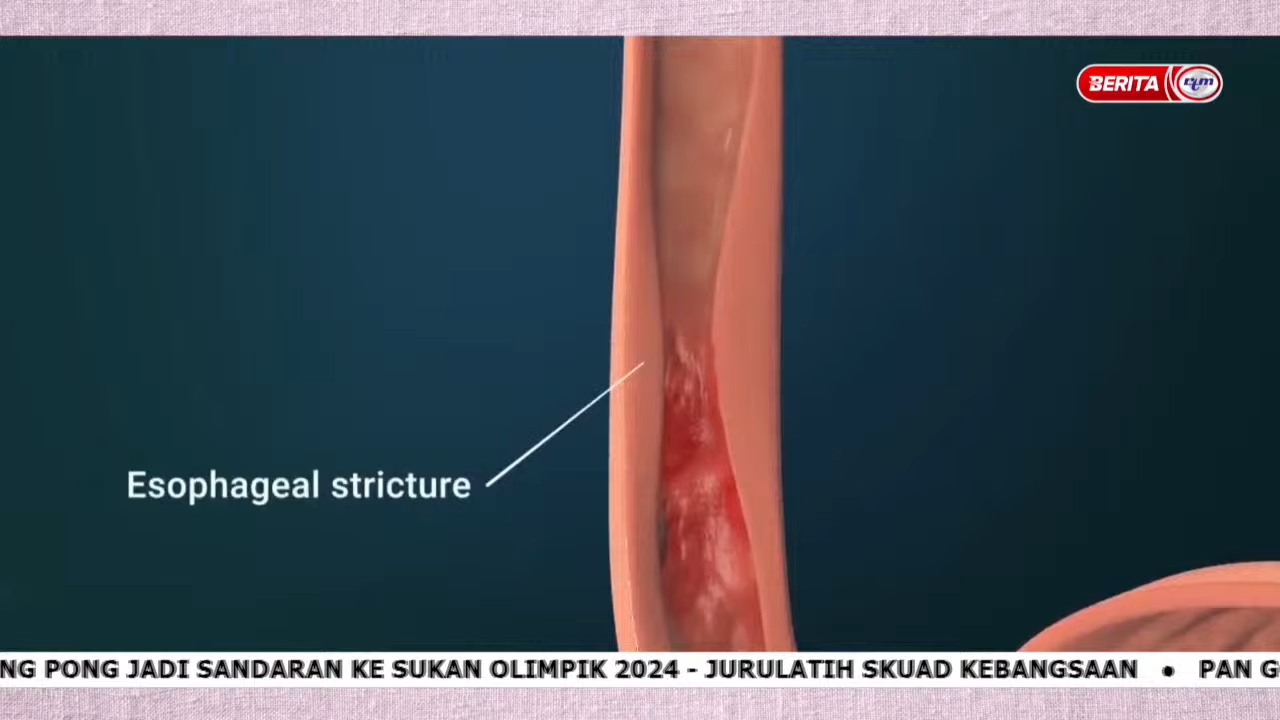 BERITA rtm
Esophageal stricture
NG PONG JADI SANDARAN KE SUKAN OLIMPIK 2024 - JURULATIH SKUAD KEBANGSAAN • PAN G